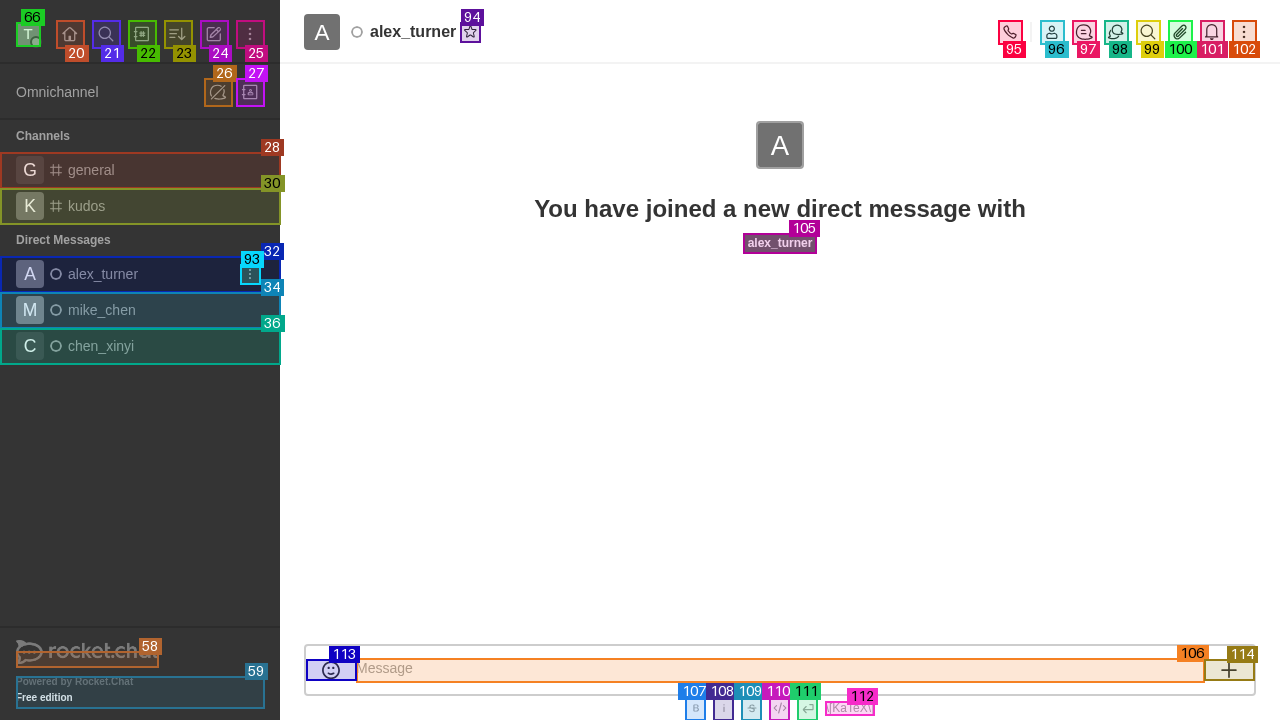 66
T
20
21
22
23
24
25
A
alex_turner
94
95
96
97
98
99
100
101
102
Omnichannel
26
27
Channels
28
G general
30
K kudos
Direct Messages
32
A alex_turner
93
34
M mike_chen
36
C chen_xinyi
A
You have joined a new direct message with
105
alex_turner
58
rocket.chat
59
Powered by Rocket.Chat
Free edition
113
Message
106
114
107
108
109
110
111
112
B
i
S
</>
\[KaTeX\]